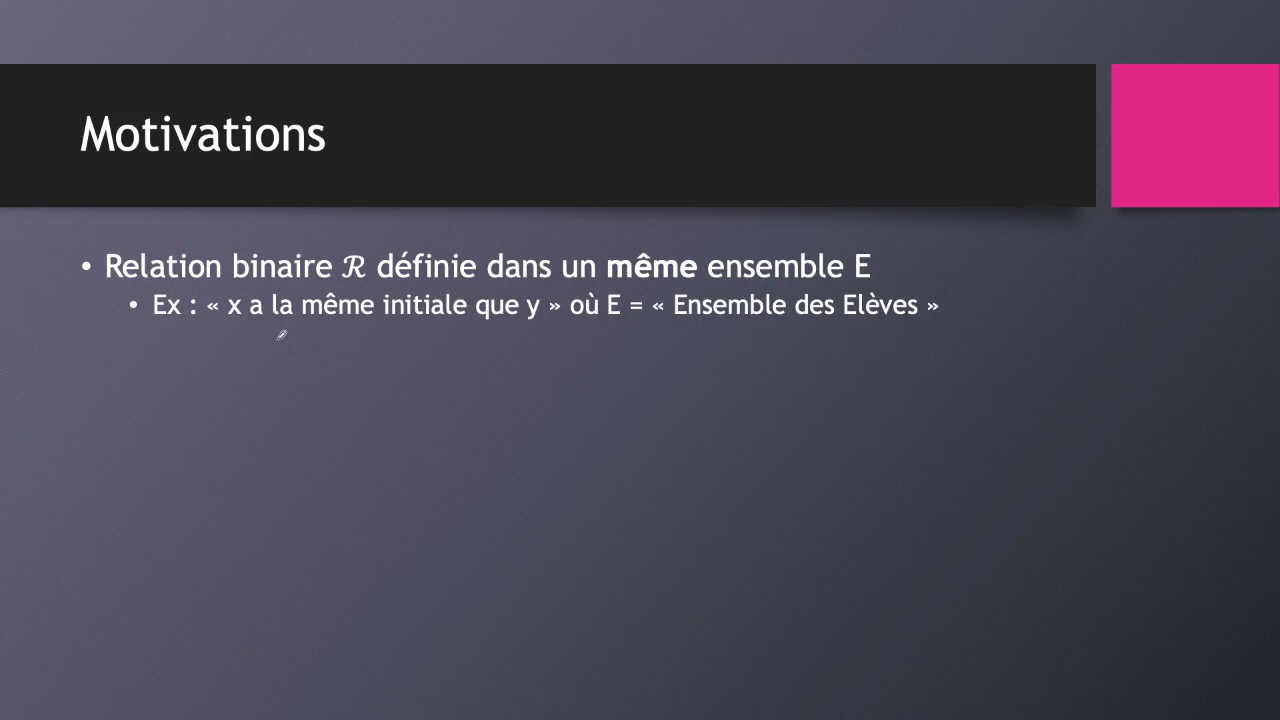 Motivations
• Relation binaire ℛ définie dans un même ensemble E
• Ex : « x a la même initiale que y » où E = « Ensemble des Elèves »